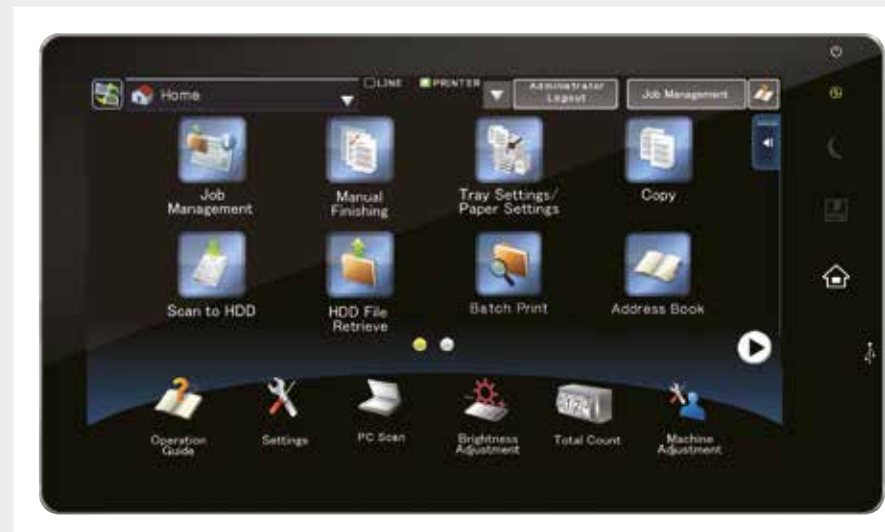 Home
LINE
PRINTER
Administrator
Logout
Job Management
Job
Management
Manual
Finishing
Tray Settings/
Paper Settings
Copy
Scan to HDD
HDD File
Retrieve
Batch Print
Address Book
Operation
Guide
Settings
PC Scan
Brightness
Adjustment
Total Count
Machine
Adjustment